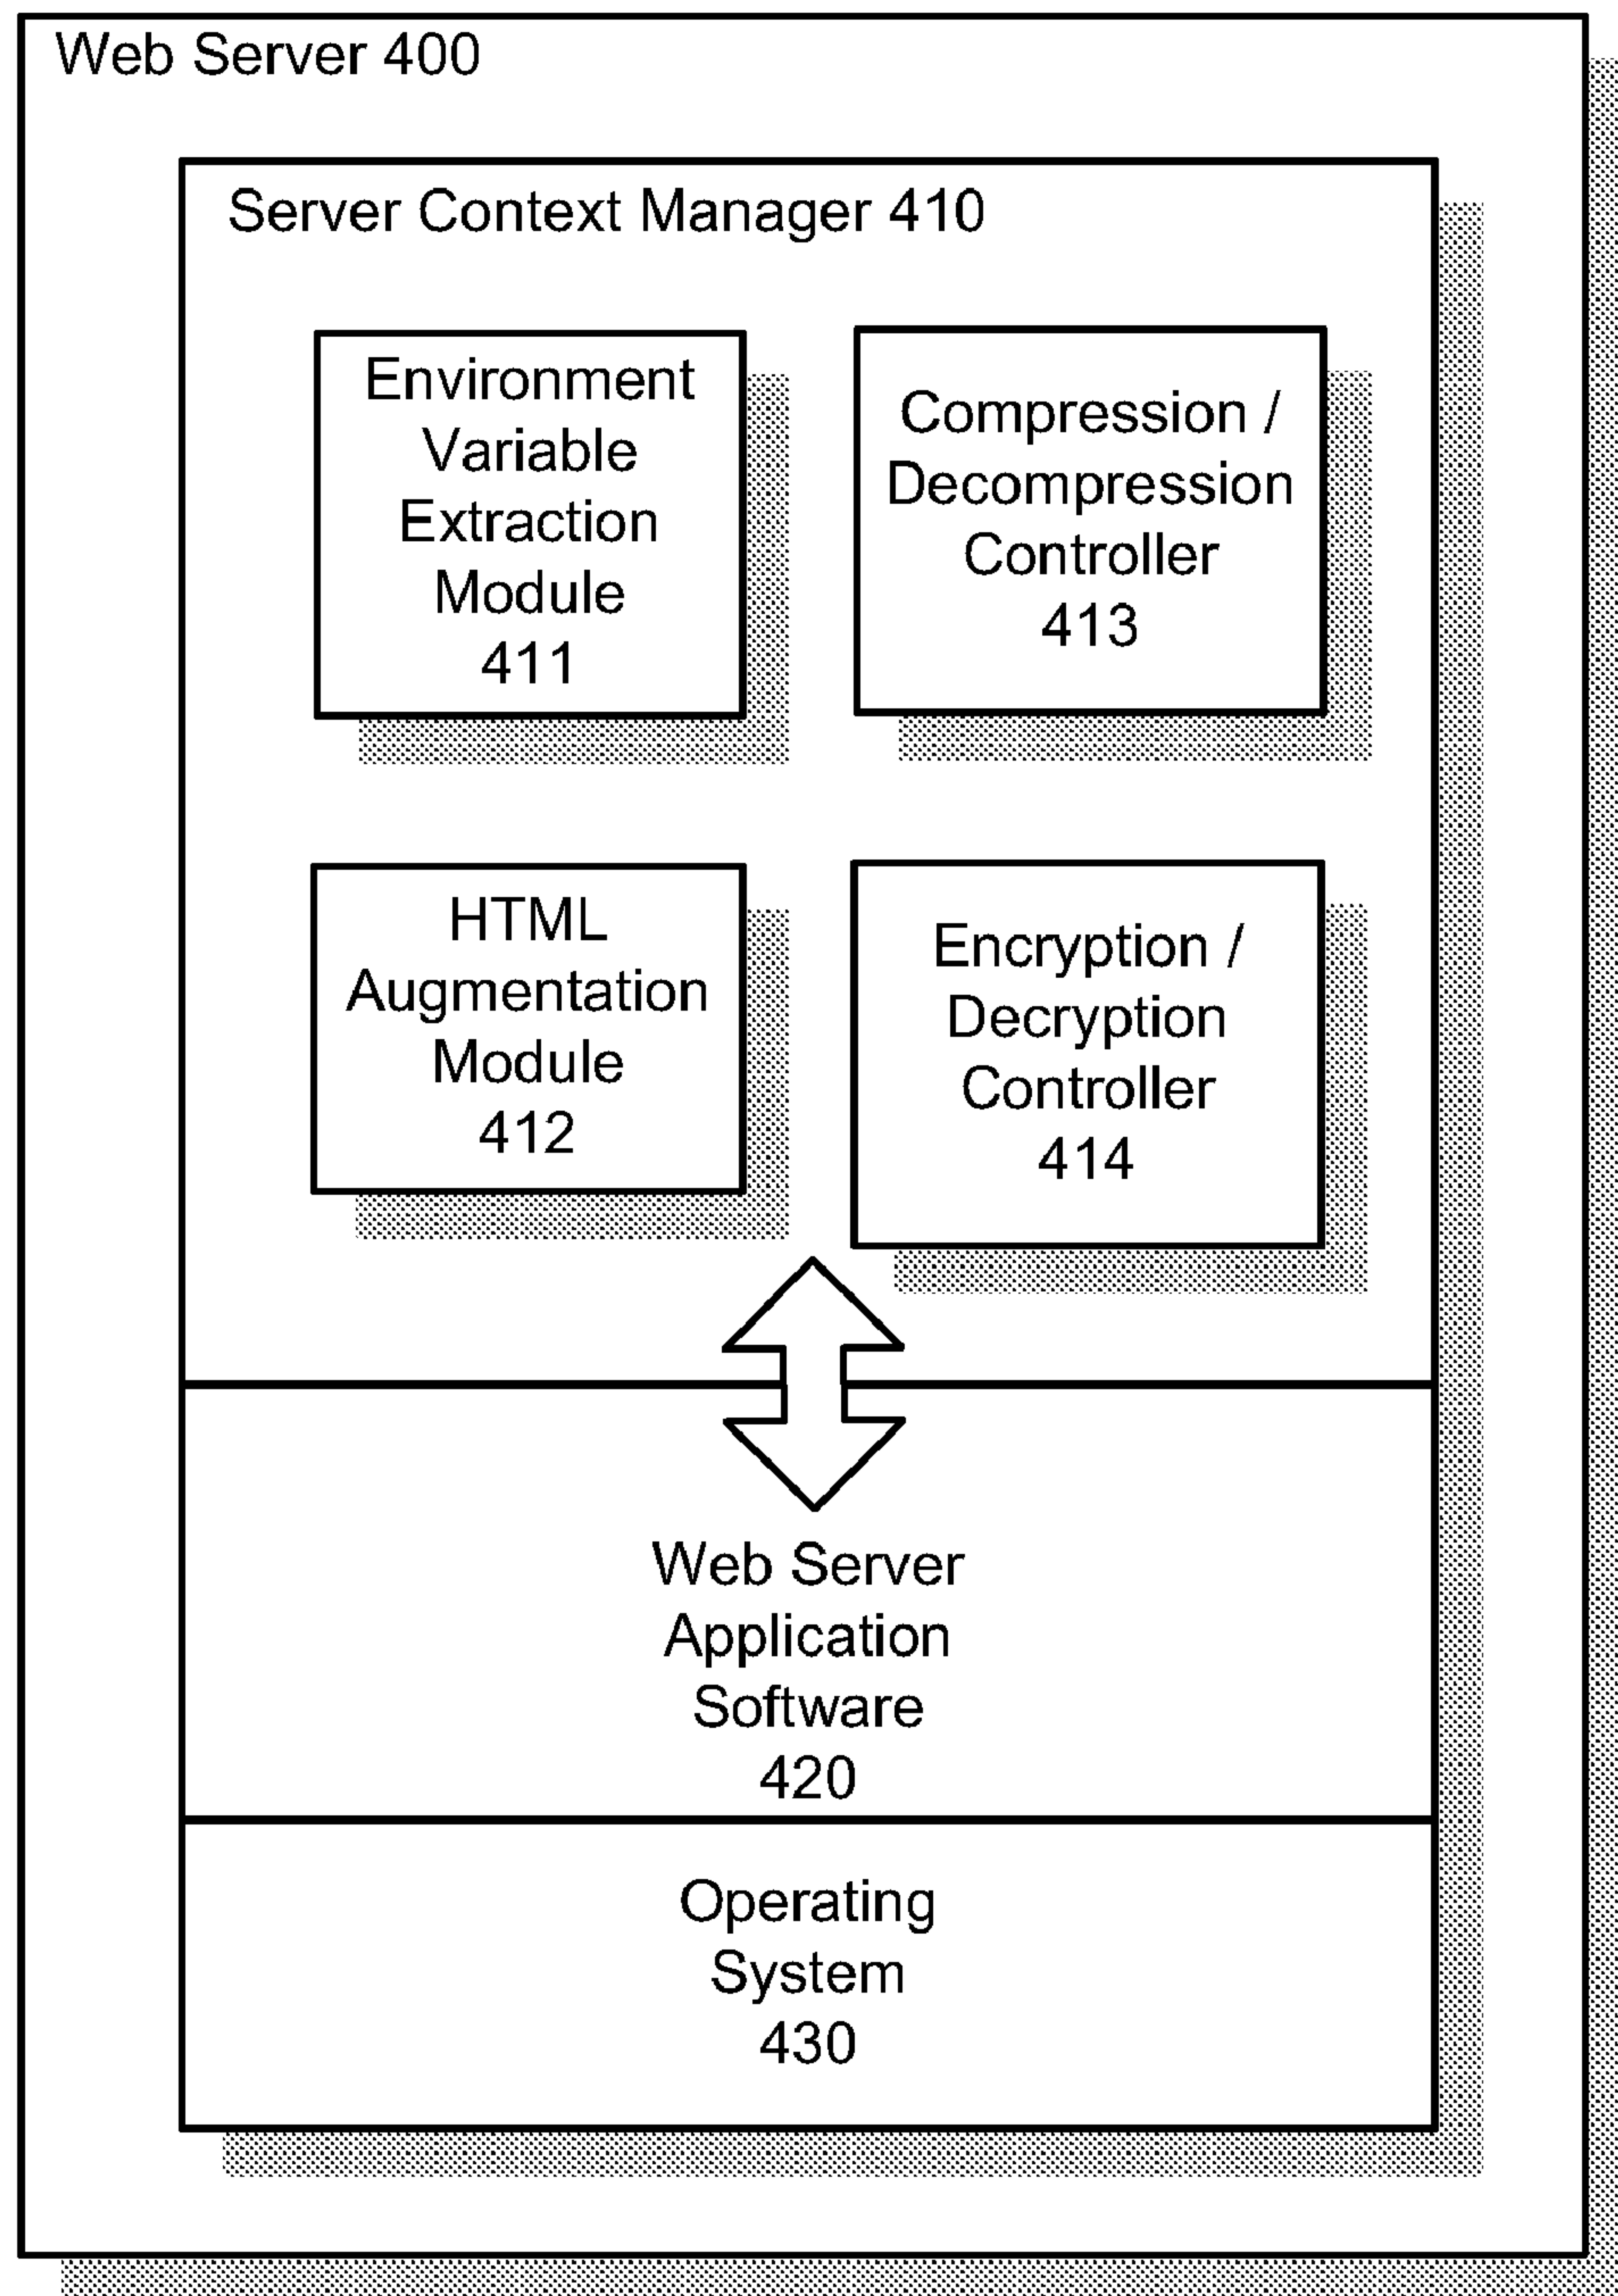 Web Server 400
Server Context Manager 410
Environment
Variable
Extraction
Module
411
Compression /
Decompression
Controller
413
HTML
Augmentation
Module
412
Encryption /
Decryption
Controller
414
Web Server
Application
Software
420
Operating
System
430